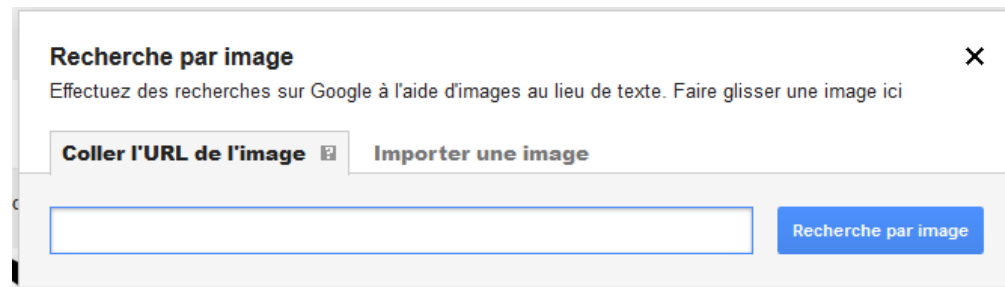 Recherche par image
Effectuez des recherches sur Google à l'aide d'images au lieu de texte. Faire glisser une image ici
Coller l'URL de l'image ?
Importer une image
Recherche par image